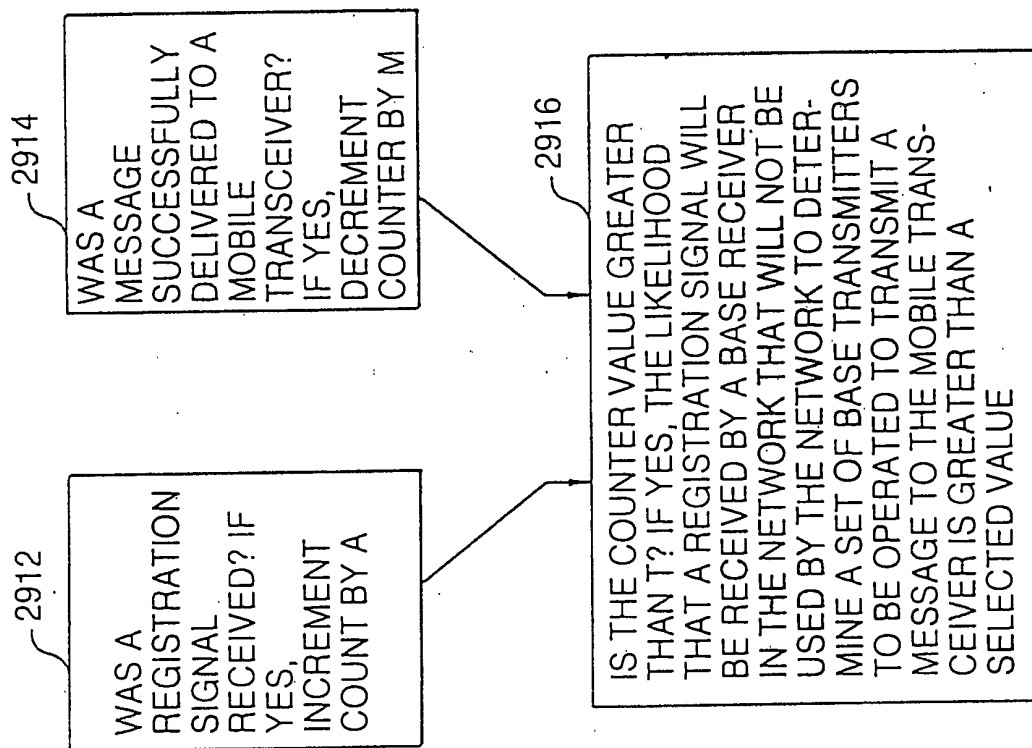 2912
WAS A
REGISTRATION
SIGNAL
RECEIVED? IF
YES,
INCREMENT
COUNT BY A
2914
WAS A
MESSAGE
SUCCESSFULLY
DELIVERED TO A
MOBILE
TRANSCEIVER?
IF YES,
DECREMENT
COUNTER BY M
2916
IS THE COUNTER VALUE GREATER
THAN T? IF YES, THE LIKELIHOOD
THAT A REGISTRATION SIGNAL WILL
BE RECEIVED BY A BASE RECEIVER
IN THE NETWORK THAT WILL NOT BE
USED BY THE NETWORK TO DETER-
MINE A SET OF BASE TRANSMITTERS
TO BE OPERATED TO TRANSMIT A
MESSAGE TO THE MOBILE TRANS-
CEIVER IS GREATER THAN A
SELECTED VALUE